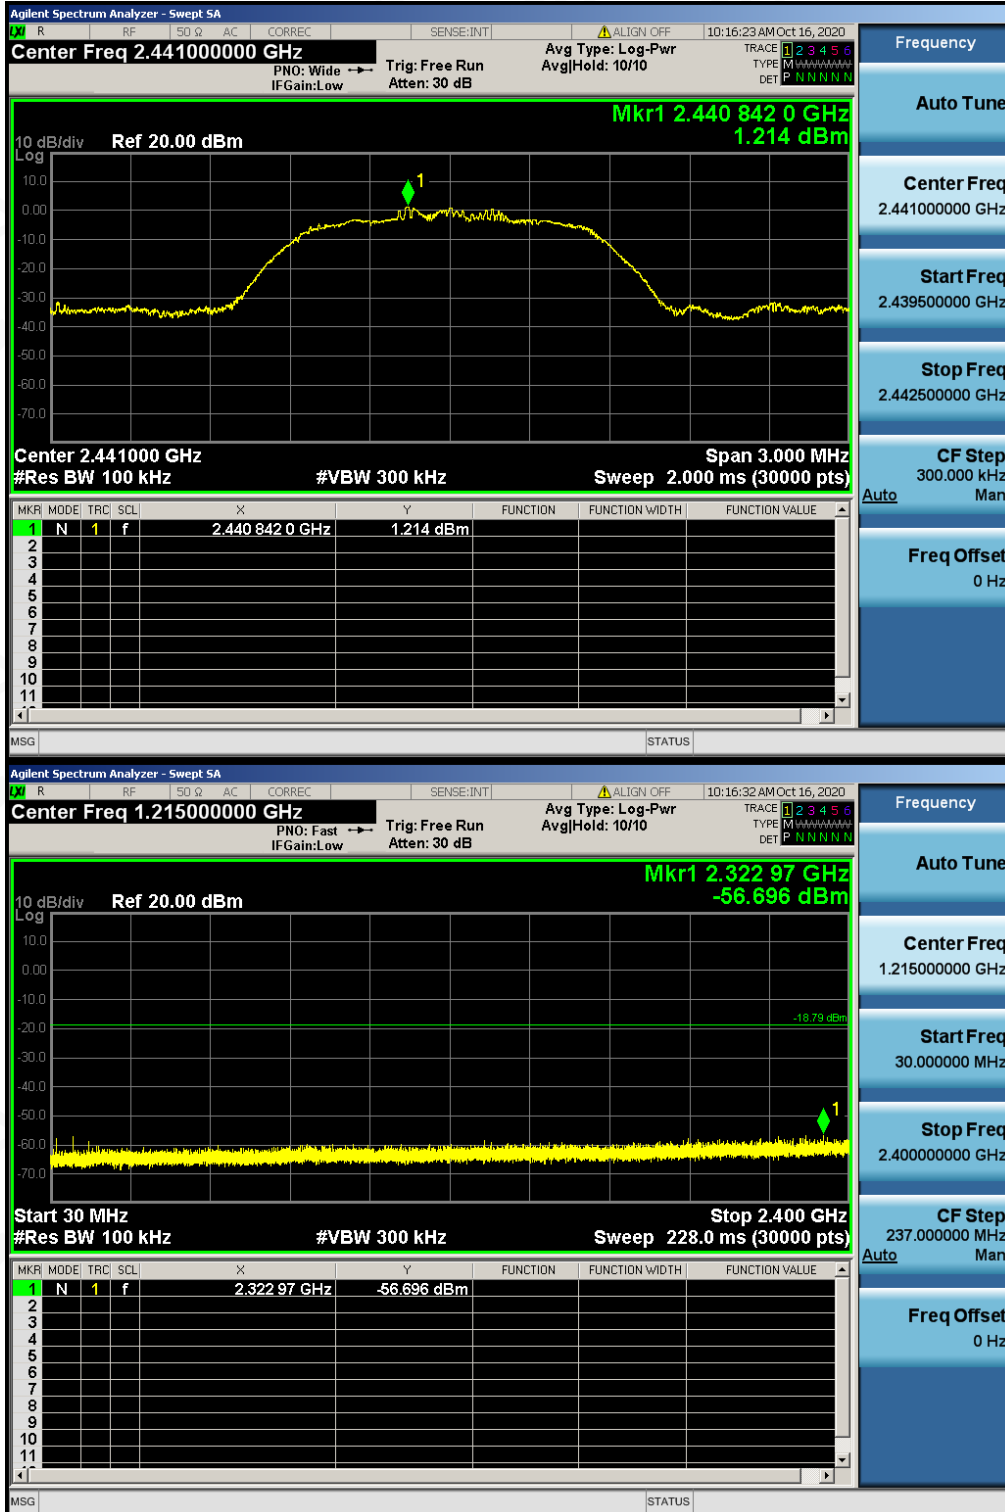 Agilent Spectrum Analyzer - Swept SA
LXI R RF 50 Ω AC CORREC SENSE:INT ALIGN OFF 10:16:23 AM Oct 16, 2020
Center Freq 2.441000000 GHz
PNO: Wide
IFGain:Low
Trig: Free Run
Atten: 30 dB
Avg Type: Log-Pwr
Avg|Hold: 10/10
TRACE 1 2 3 4 5 6
TYPE M WWWWW
DET P N N N N N
Mkr1 2.440 842 0 GHz
1.214 dBm
10 dB/div
Log
Ref 20.00 dBm
10.0
0.00
-10.0
-20.0
-30.0
-40.0
-50.0
-60.0
-70.0
1
Center 2.441000 GHz
Span 3.000 MHz
#Res BW 100 kHz
#VBW 300 kHz
Sweep 2.000 ms (30000 pts)
MKR MODE TRC SCL X Y FUNCTION FUNCTION WIDTH FUNCTION VALUE
1 N 1 f 2.440 842 0 GHz 1.214 dBm
2
3
4
5
6
7
8
9
10
11
MSG
STATUS
Frequency
Auto Tune
Center Freq
2.441000000 GHz
Start Freq
2.439500000 GHz
Stop Freq
2.442500000 GHz
CF Step
300.000 kHz
Auto Man
Freq Offset
0 Hz
Agilent Spectrum Analyzer - Swept SA
LXI R RF 50 Ω AC CORREC SENSE:INT ALIGN OFF 10:16:32 AM Oct 16, 2020
Center Freq 1.215000000 GHz
PNO: Fast
IFGain:Low
Trig: Free Run
Atten: 30 dB
Avg Type: Log-Pwr
Avg|Hold: 10/10
TRACE 1 2 3 4 5 6
TYPE M WWWWW
DET P N N N N N
Mkr1 2.322 97 GHz
-56.696 dBm
10 dB/div
Log
Ref 20.00 dBm
10.0
0.00
-10.0
-20.0
-30.0
-40.0
-50.0
-60.0
-70.0
-18.79 dBm
1
Start 30 MHz
Stop 2.400 GHz
#Res BW 100 kHz
#VBW 300 kHz
Sweep 228.0 ms (30000 pts)
MKR MODE TRC SCL X Y FUNCTION FUNCTION WIDTH FUNCTION VALUE
1 N 1 f 2.322 97 GHz -56.696 dBm
2
3
4
5
6
7
8
9
10
11
MSG
STATUS
Frequency
Auto Tune
Center Freq
1.215000000 GHz
Start Freq
30.000000 MHz
Stop Freq
2.400000000 GHz
CF Step
237.000000 MHz
Auto Man
Freq Offset
0 Hz